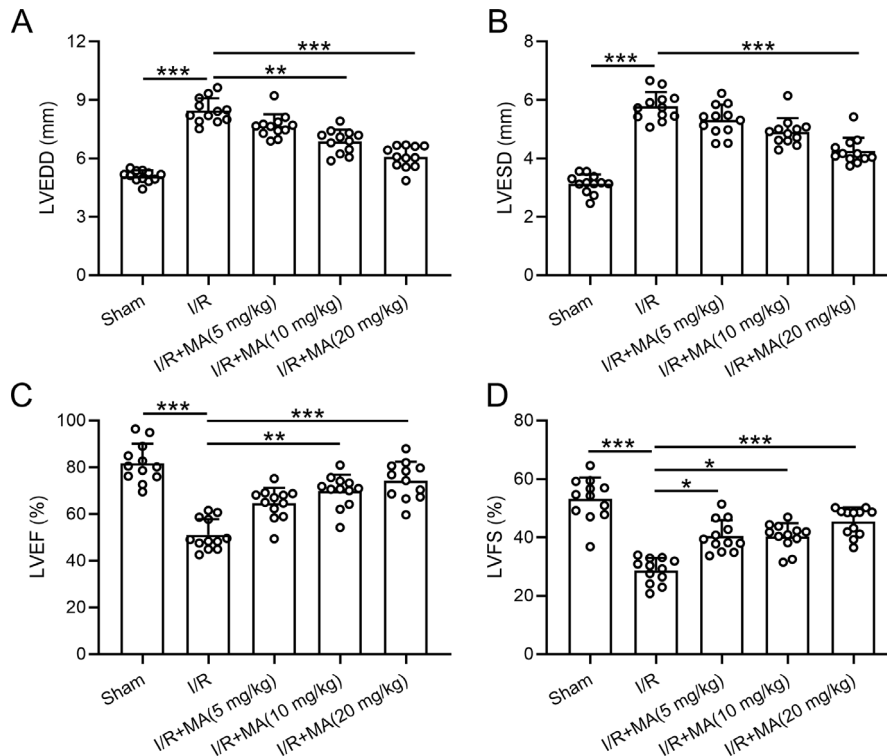 A
LVEDD (mm)
12
9
6
3
0
***
**
***
Sham
I/R
I/R+MA(5 mg/kg)
I/R+MA(10 mg/kg)
I/R+MA(20 mg/kg)
B
LVESD (mm)
8
6
4
2
0
***
***
Sham
I/R
I/R+MA(5 mg/kg)
I/R+MA(10 mg/kg)
I/R+MA(20 mg/kg)
C
LVEF (%)
100
80
60
40
20
0
***
***
**
Sham
I/R
I/R+MA(5 mg/kg)
I/R+MA(10 mg/kg)
I/R+MA(20 mg/kg)
D
LVFS (%)
80
60
40
20
0
***
***
*
*
Sham
I/R
I/R+MA(5 mg/kg)
I/R+MA(10 mg/kg)
I/R+MA(20 mg/kg)